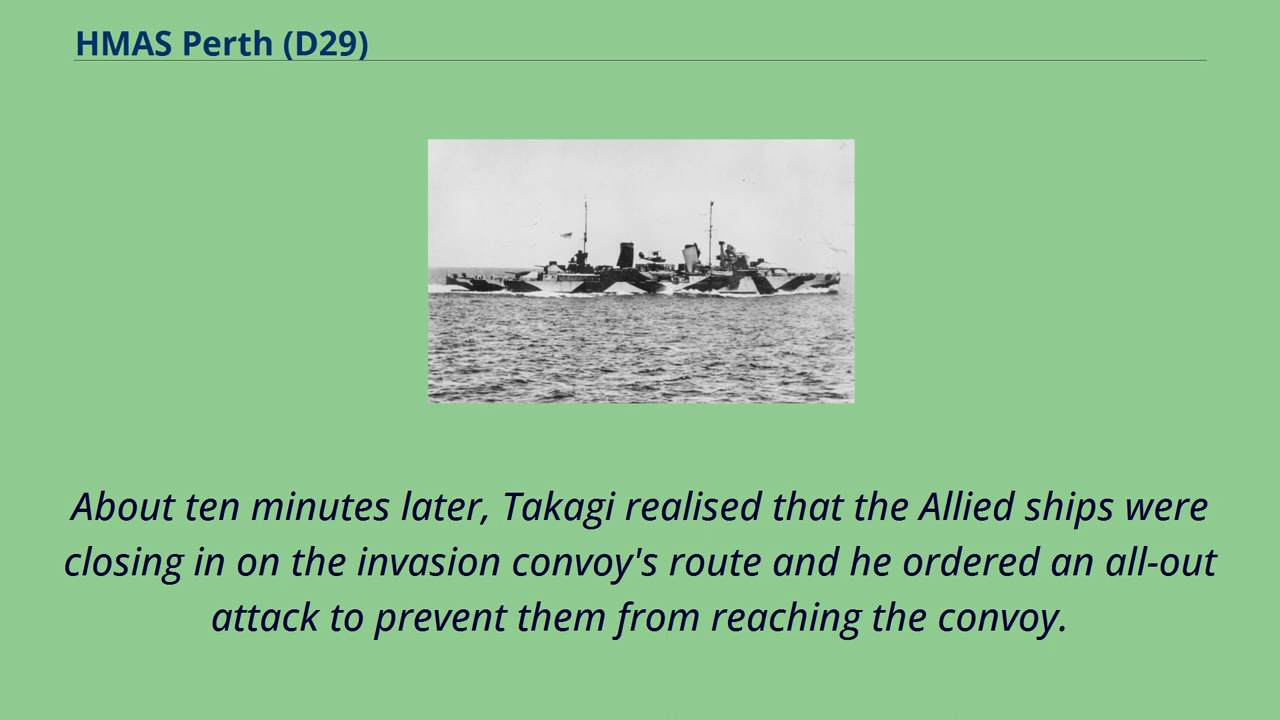 HMAS Perth (D29)
About ten minutes later, Takagi realised that the Allied ships were
closing in on the invasion convoy's route and he ordered an all-out
attack to prevent them from reaching the convoy.